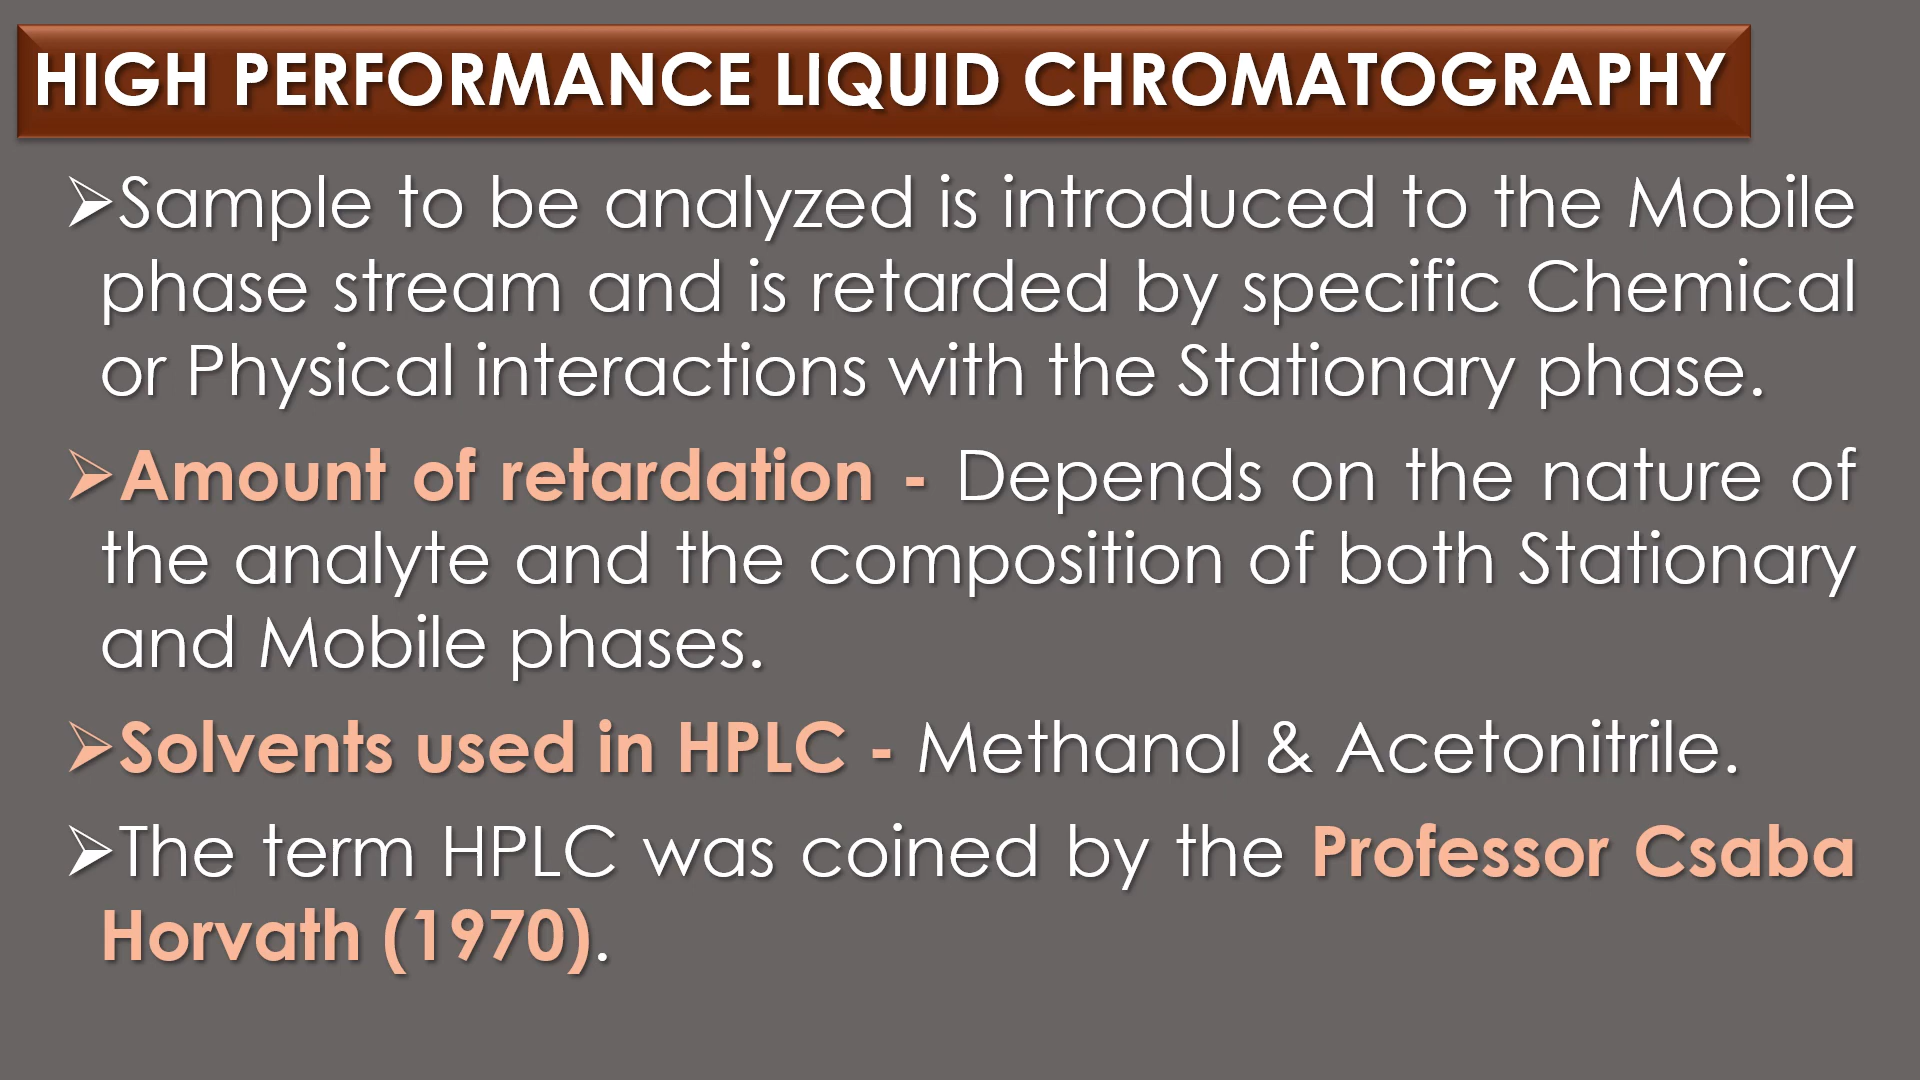 HIGH PERFORMANCE LIQUID CHROMATOGRAPHY
➢Sample to be analyzed is introduced to the Mobile
phase stream and is retarded by specific Chemical
or Physical interactions with the Stationary phase.
➢Amount of retardation - Depends on the nature of
the analyte and the composition of both Stationary
and Mobile phases.
➢Solvents used in HPLC - Methanol & Acetonitrile.
➢The term HPLC was coined by the Professor Csaba
Horvath (1970).